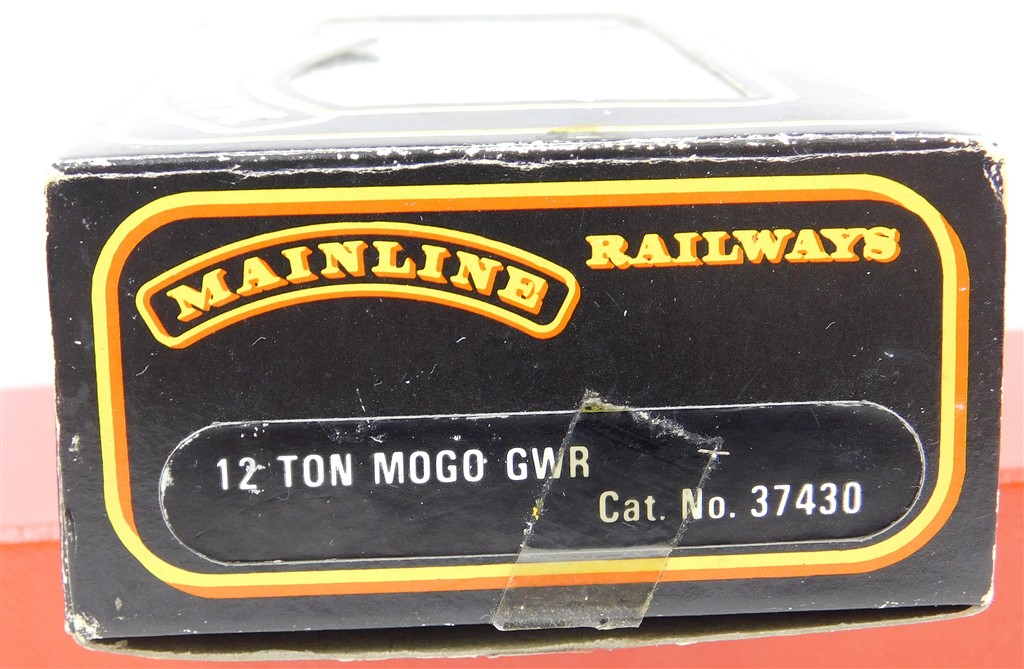 MAINLINE RAILWAYS
12 TON MOGO GWR
Cat. No. 37430